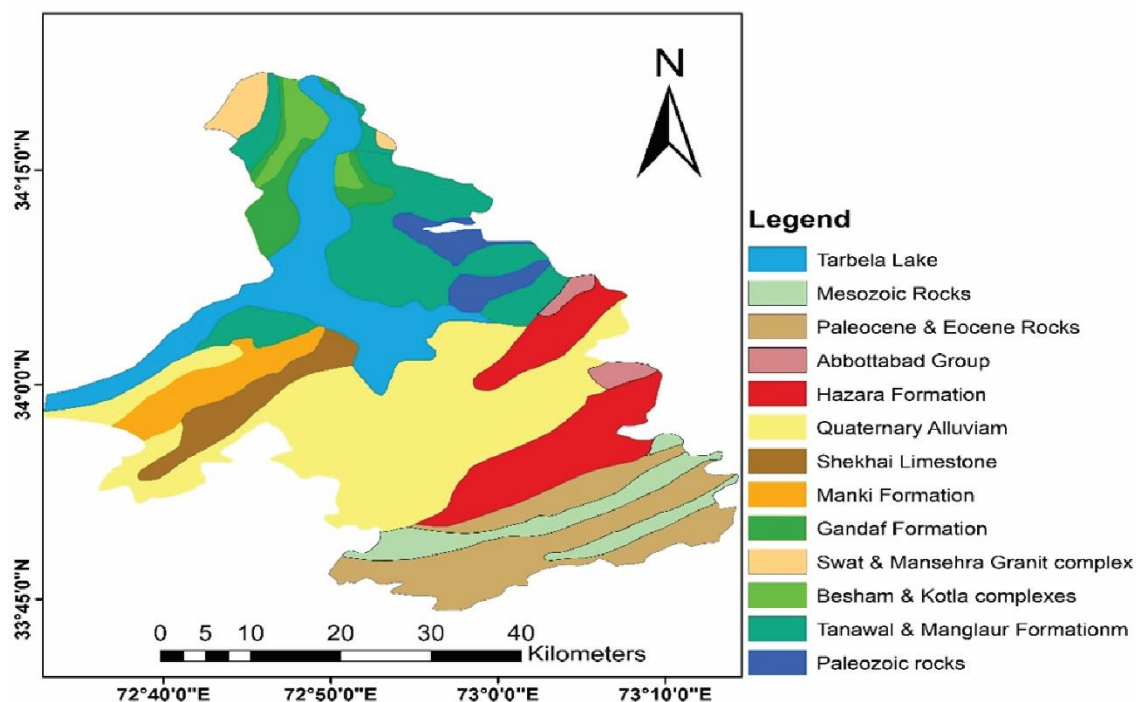 N
34°15'0"N
34°0'0"N
33°45'0"N
Legend
Tarbela Lake
Mesozoic Rocks
Paleocene & Eocene Rocks
Abbottabad Group
Hazara Formation
Quaternary Alluviam
Shekhai Limestone
Manki Formation
Gandaf Formation
Swat & Mansehra Granit complex
Besham & Kotla complexes
Tanawal & Manglaur Formationm
Paleozoic rocks
0 5 10 20 30 40
Kilometers
72°40'0"E 72°50'0"E 73°0'0"E 73°10'0"E